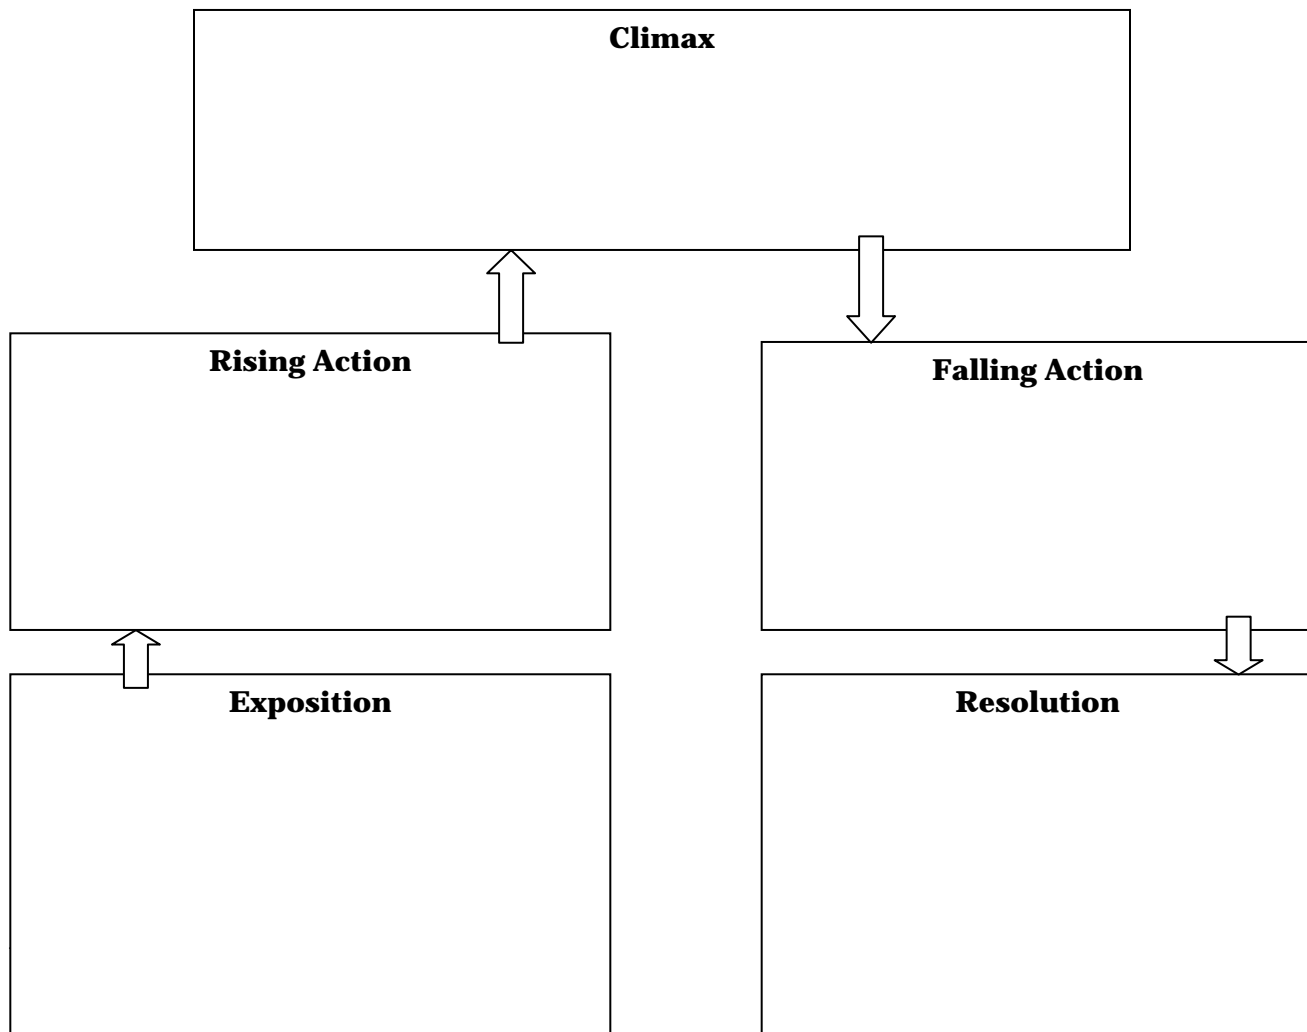 Climax
Rising Action
Falling Action
Exposition
Resolution